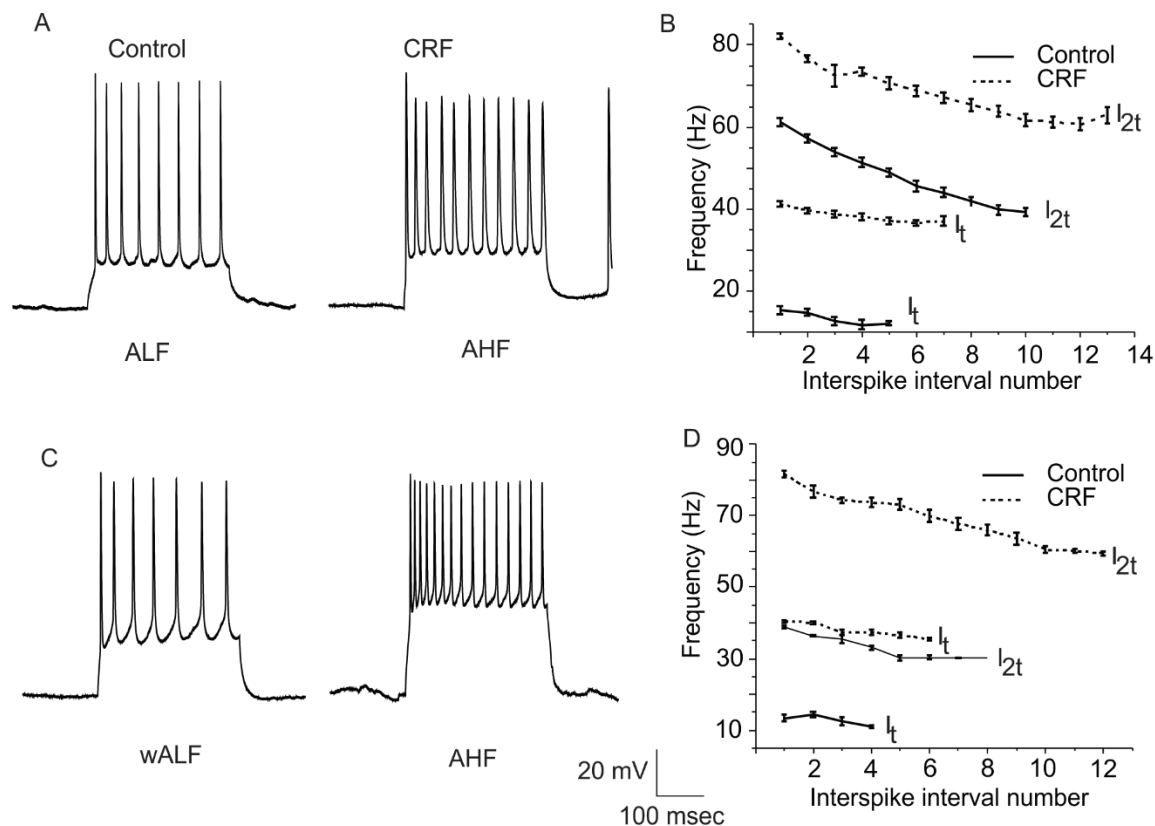 A
Control
CRF
ALF
AHF
B
Control
CRF
80
60
40
20
Frequency (Hz)
I2t
I2t
It
It
2 4 6 8 10 12 14
Interspike interval number
C
wALF
AHF
20 mV
100 msec
D
Control
CRF
90
70
50
30
10
Frequency (Hz)
I2t
It
I2t
It
2 4 6 8 10 12
Interspike interval number